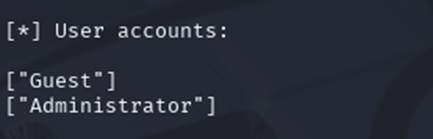 [*] User accounts:
["Guest"]
["Administrator"]